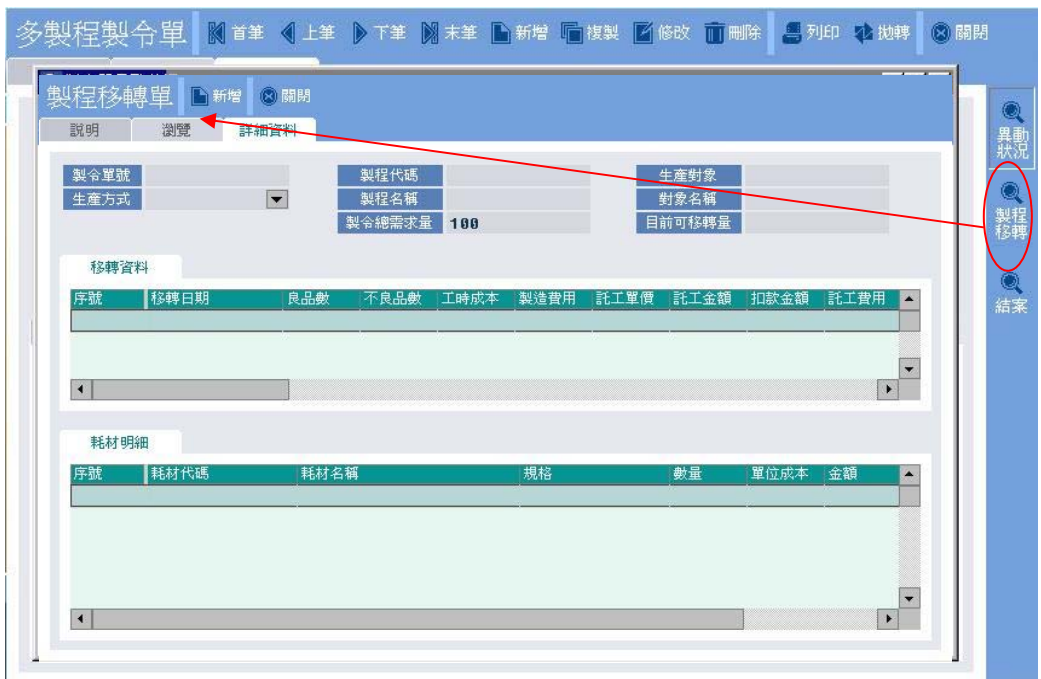 多製程製令單 首筆 上筆 下筆 末筆 新增 複製 修改 刪除 列印 拋轉 關閉
製程移轉單 新增 關閉
說明 瀏覽 詳細資料
製令單號 製程代碼 生產對象
生產方式 製程名稱 對象名稱
製令總需求量 100 目前可移轉量
移轉資料
序號 移轉日期 良品數 不良品數 工時成本 製造費用 託工單價 託工金額 扣款金額 託工費用
耗材明細
序號 耗材代碼 耗材名稱 規格 數量 單位成本 金額
異動
狀況
製程
移轉
結案